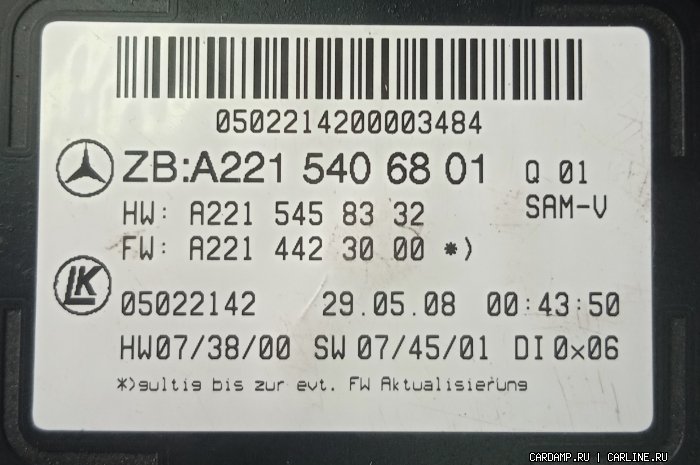 0502214200003484
ZB:A221 540 68 01 Q 01
HW: A221 545 83 32 SAM-V
FW: A221 442 30 00 *)
LK
05022142 29.05.08 00:43:50
HW07/38/00 SW 07/45/01 DI 0x06
*)gultig bis zur evt. FW Aktualisierung
CARDAMP.RU | CARLINE.RU